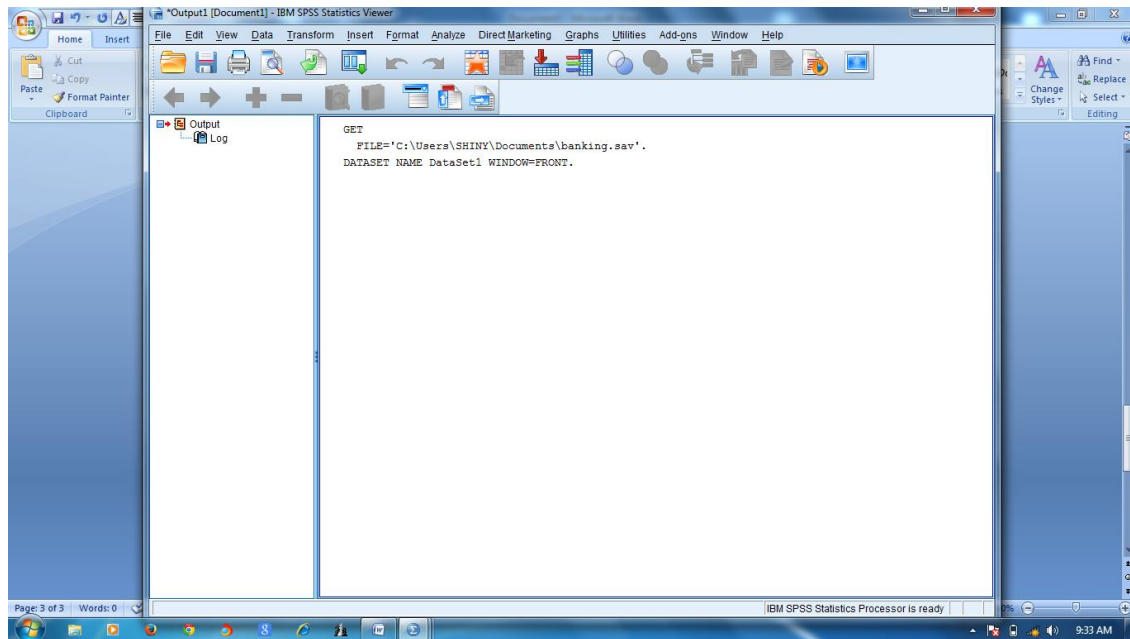 *Output1 [Document1] - IBM SPSS Statistics Viewer
File Edit View Data Transform Insert Format Analyze Direct Marketing Graphs Utilities Add-ons Window Help
Home Insert
Cut
Copy
Paste
Format Painter
Clipboard
Output
Log
GET
FILE='C:\Users\SHINY\Documents\banking.sav'.
DATASET NAME DataSet1 WINDOW=FRONT.
Find
Replace
Change Styles
Select
Editing
Page: 3 of 3 Words: 0
IBM SPSS Statistics Processor is ready
9:33 AM